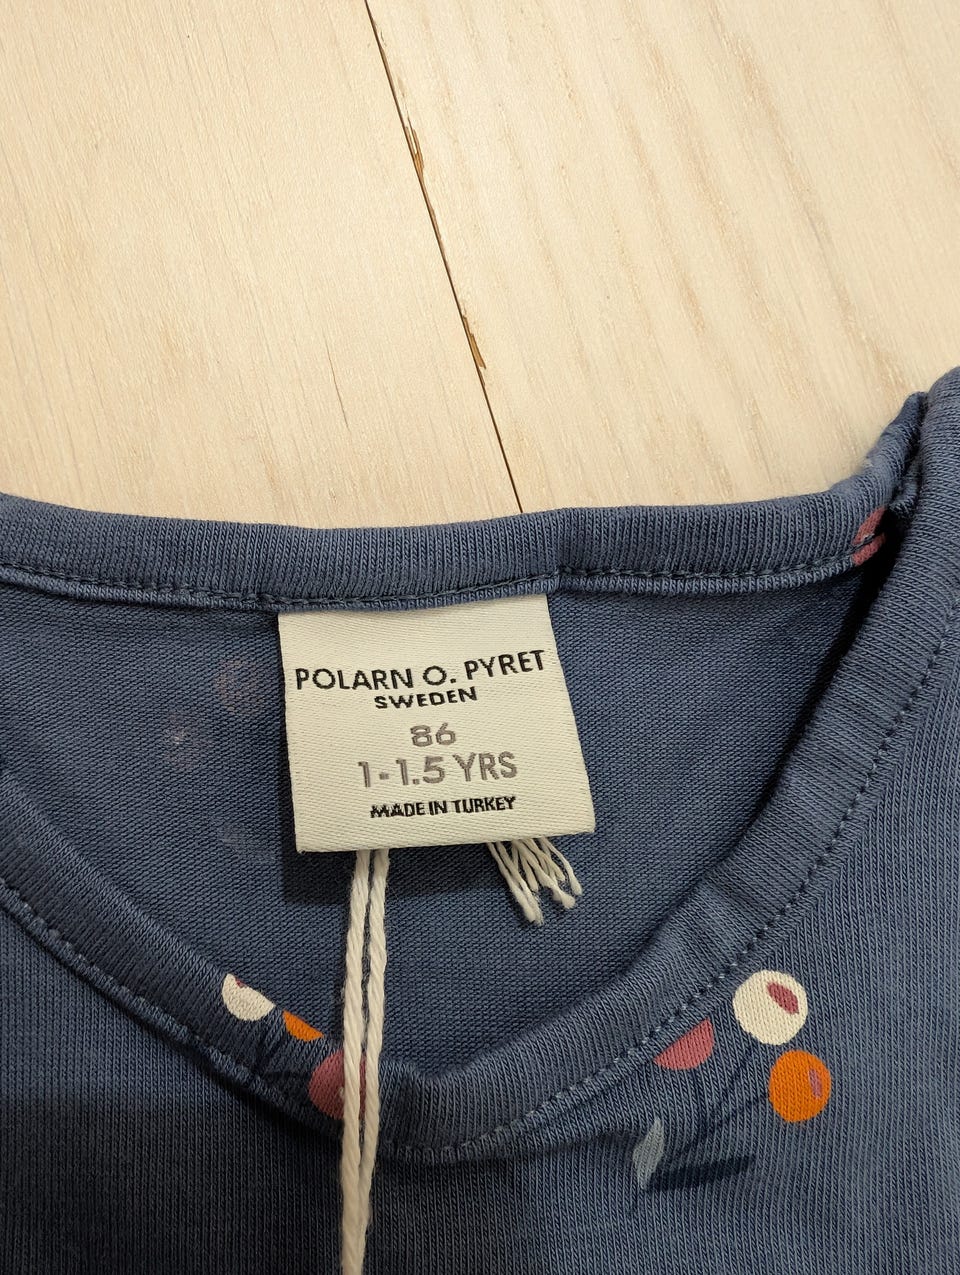 POLARN O. PYRET
SWEDEN
86
1-1.5 YRS
MADE IN TURKEY